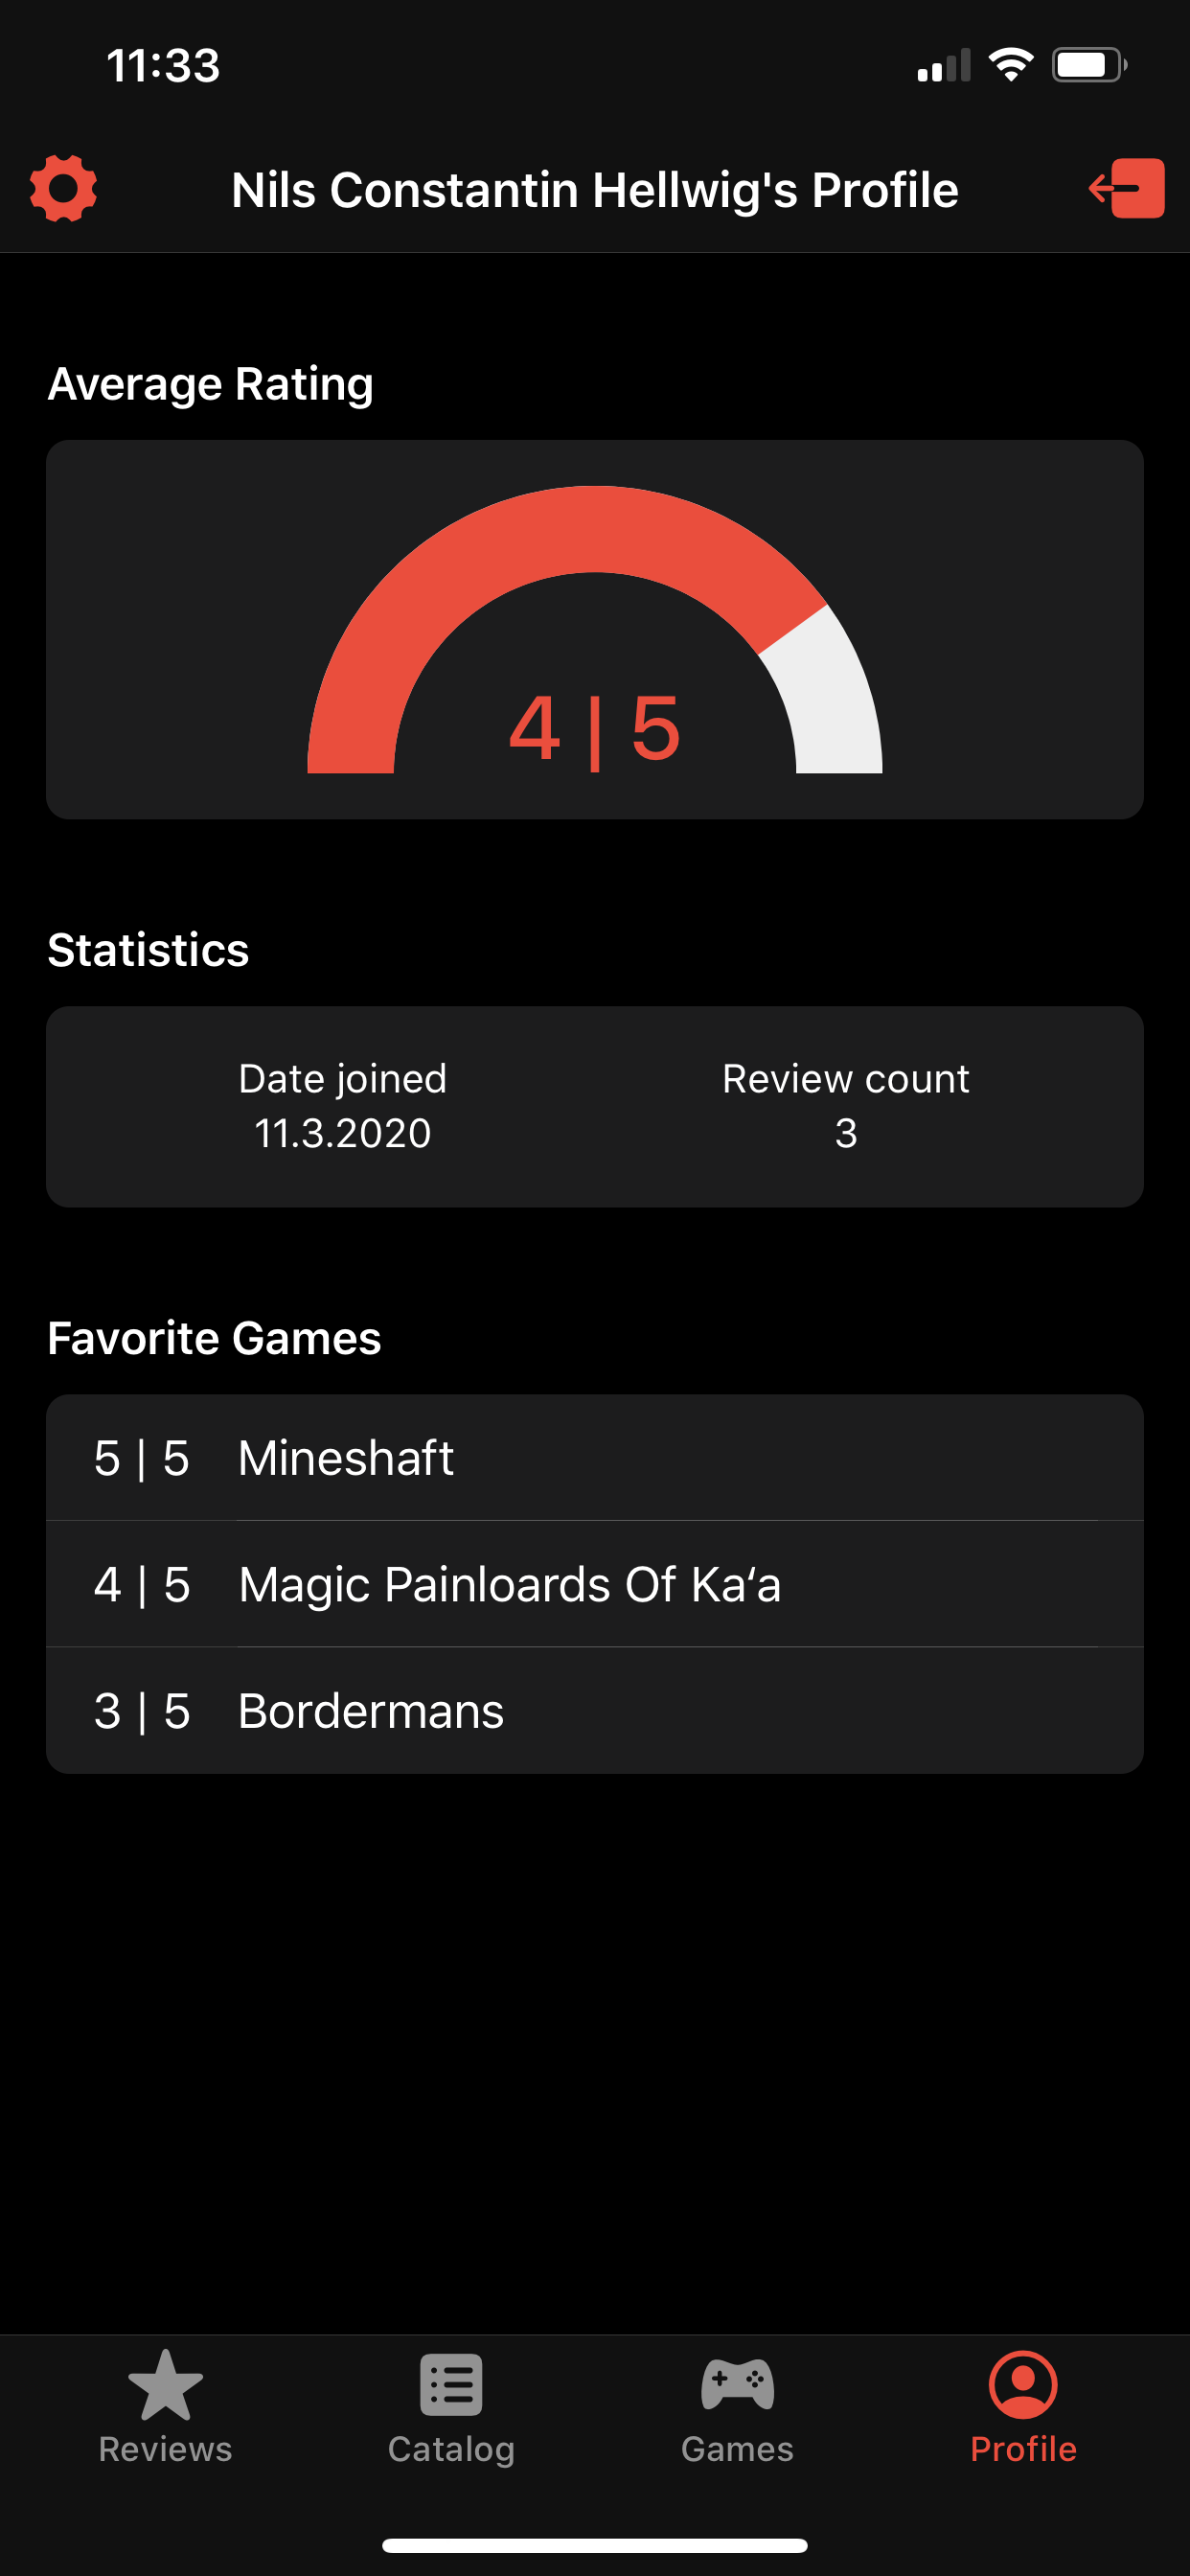 11:33
Nils Constantin Hellwig's Profile
Average Rating
4 | 5
Statistics
Date joined
11.3.2020
Review count
3
Favorite Games
5 | 5 Mineshaft
4 | 5 Magic Painloards Of Ka‘a
3 | 5 Bordermans
Reviews
Catalog
Games
Profile